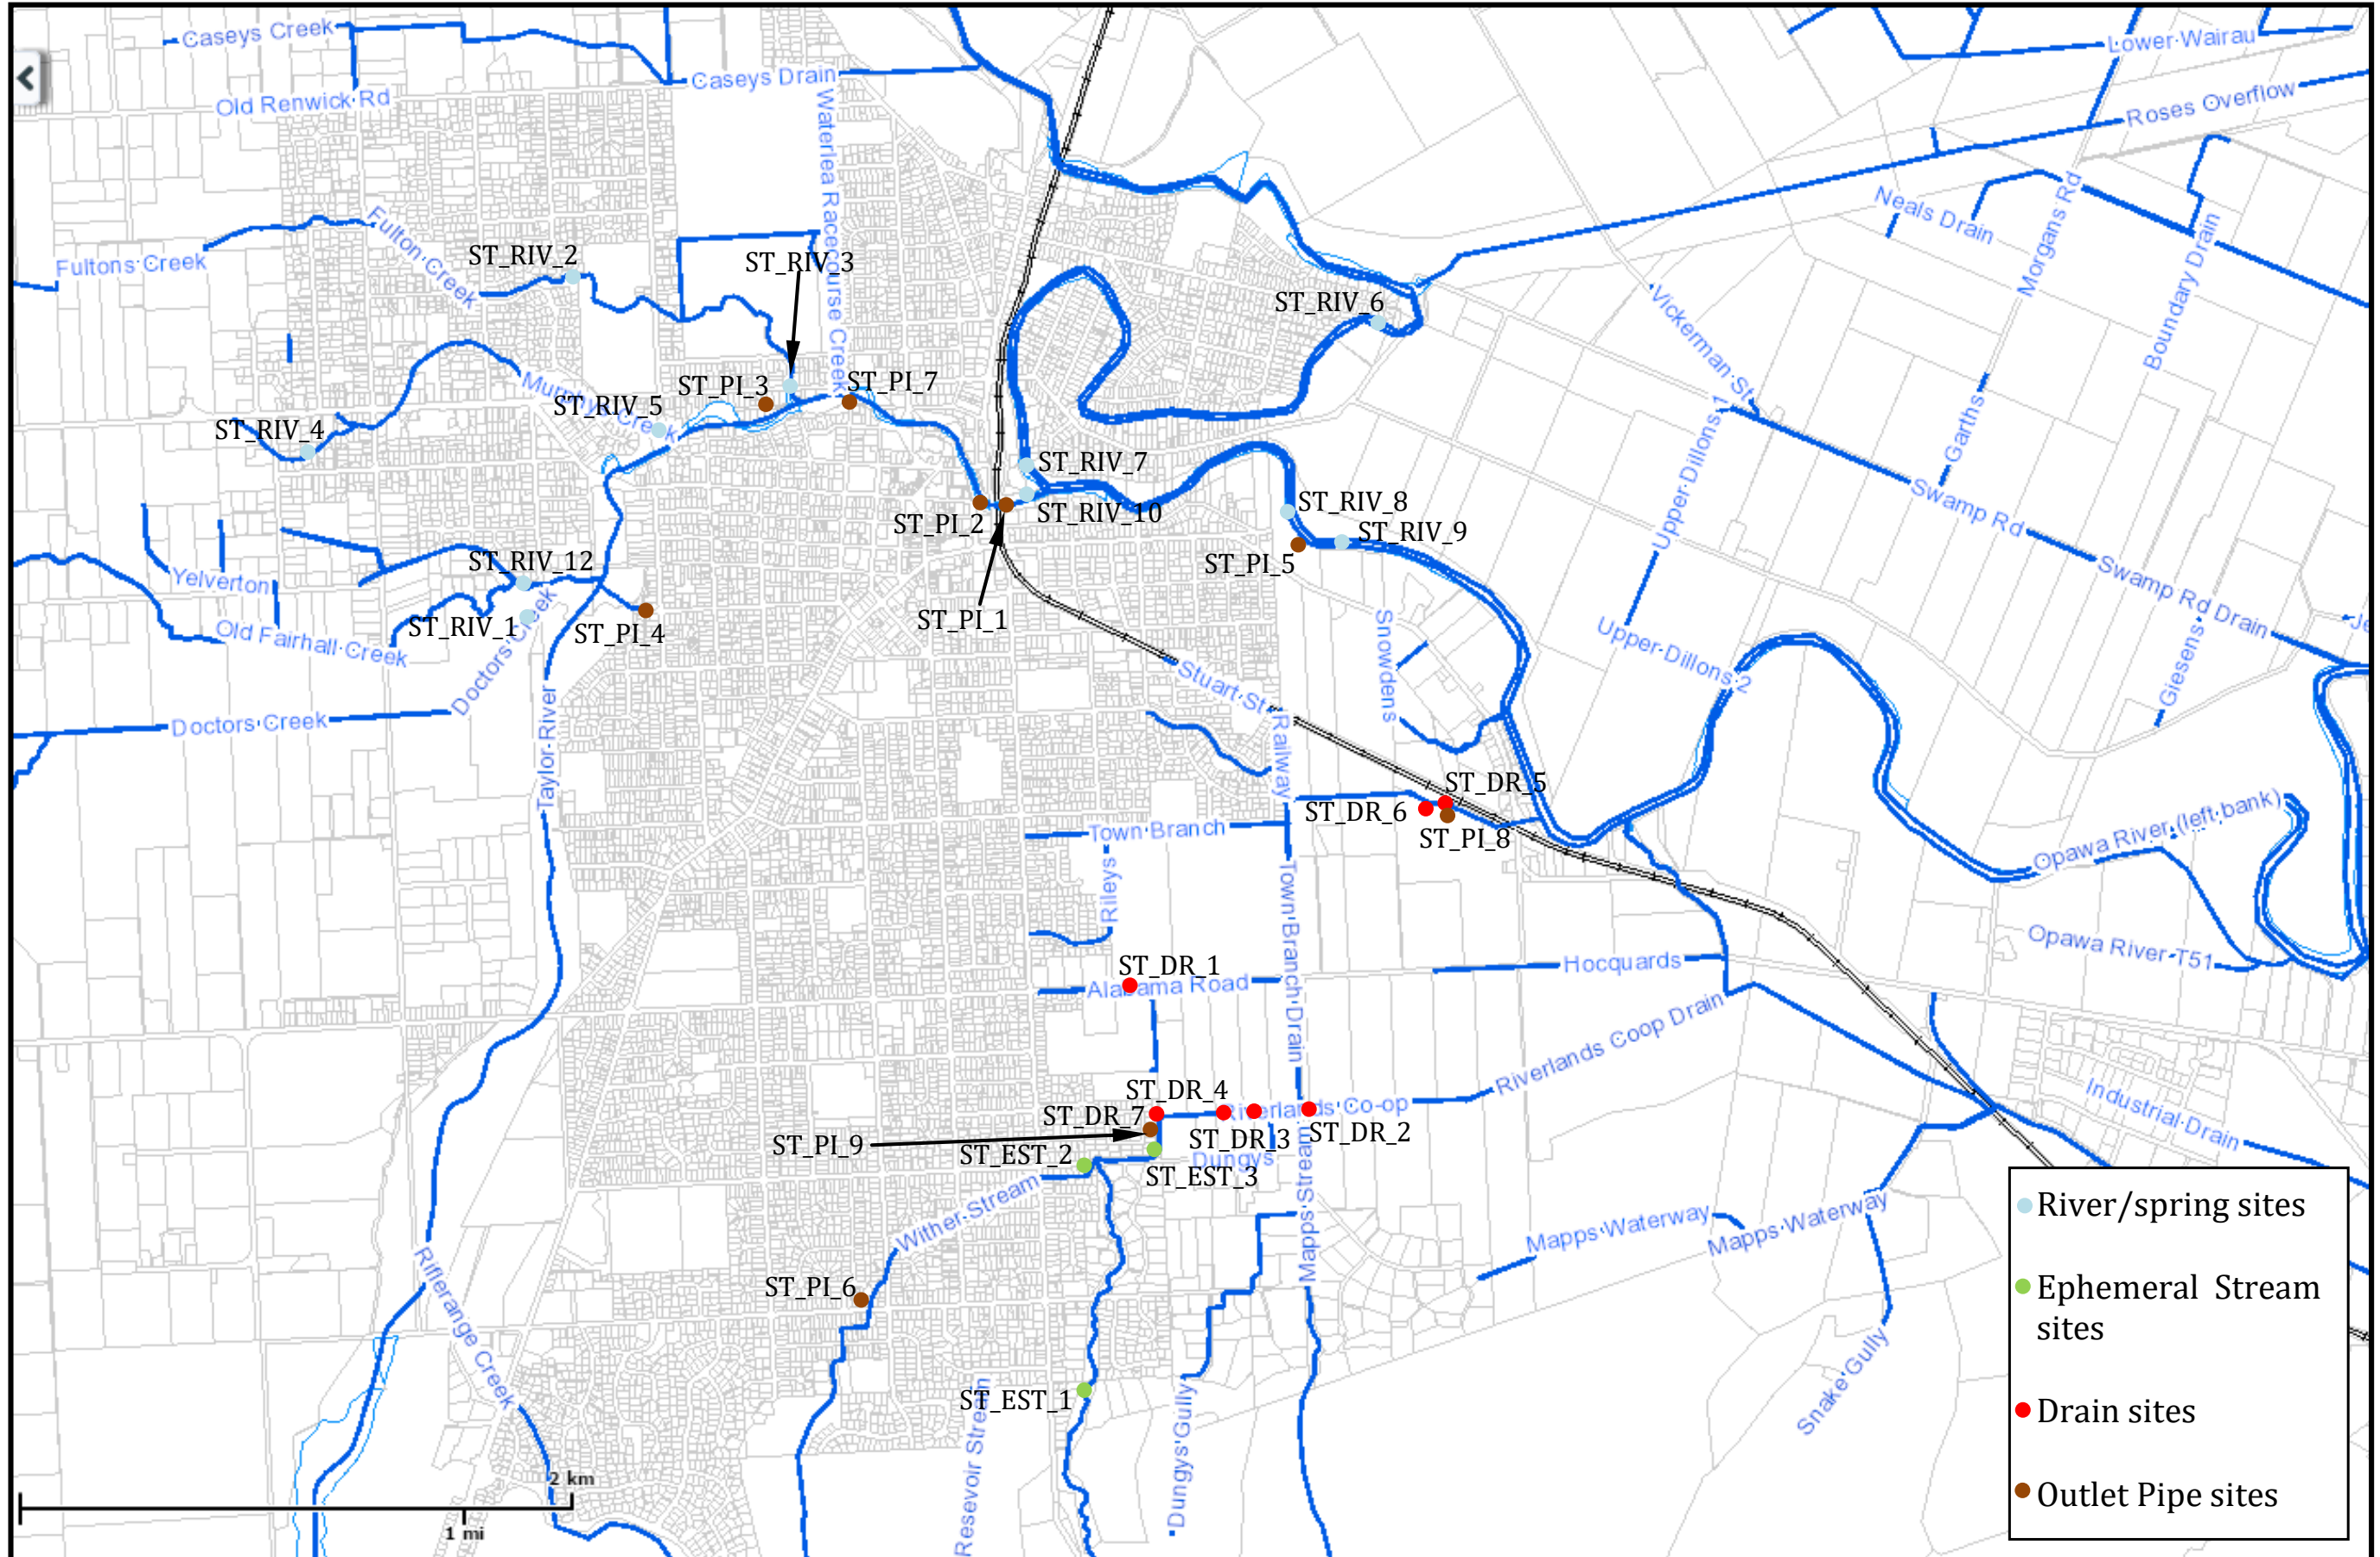 Caseys Creek
Lower Wairau
Caseys Drain
Old Renwick Rd
Roses Overflow
Waterlea Racecourse Creek
Neals Drain
Morgans Rd
Boundary Drain
Fulton Creek
Fultons Creek
ST_RIV_2
ST_RIV_3
ST_RIV_6
Vickerman St
Murphys Creek
ST_RIV_5
ST_PI_3
ST_PI_7
ST_RIV_4
Upper Dillons 1
Garths
ST_RIV_7
ST_RIV_10
ST_PI_2
ST_RIV_8
ST_RIV_9
ST_PI_5
Swamp Rd
Swamp Rd Drain
ST_RIV_12
Yelverton
Old Fairhall Creek
ST_RIV_1
ST_PI_4
ST_PI_1
Snowdens
Upper Dillons 2
Giesens
Je
Doctors Creek
Doctors Creek
Taylor River
Stuart St
Railway
ST_DR_5
ST_DR_6
ST_PI_8
Town Branch
Rileys
Town Branch Drain
Opawa River (left bank)
Opawa River T51
ST_DR_1
Alabama Road
Hocquards
Riverlands Coop Drain
ST_DR_4
ST_DR_7
Riverlands Co-op
ST_DR_3
ST_DR_2
Industrial Drain
ST_PI_9
ST_EST_2
Dungys
ST_EST_3
Wither Stream
Mapps Stream
Mapps Waterway
Mapps Waterway
Riflerange Creek
ST_PI_6
ST_EST_1
Resevoir Stream
Dungys Gully
Snake Gully
2 km
1 mi
River/spring sites
Ephemeral Stream
sites
Drain sites
Outlet Pipe sites